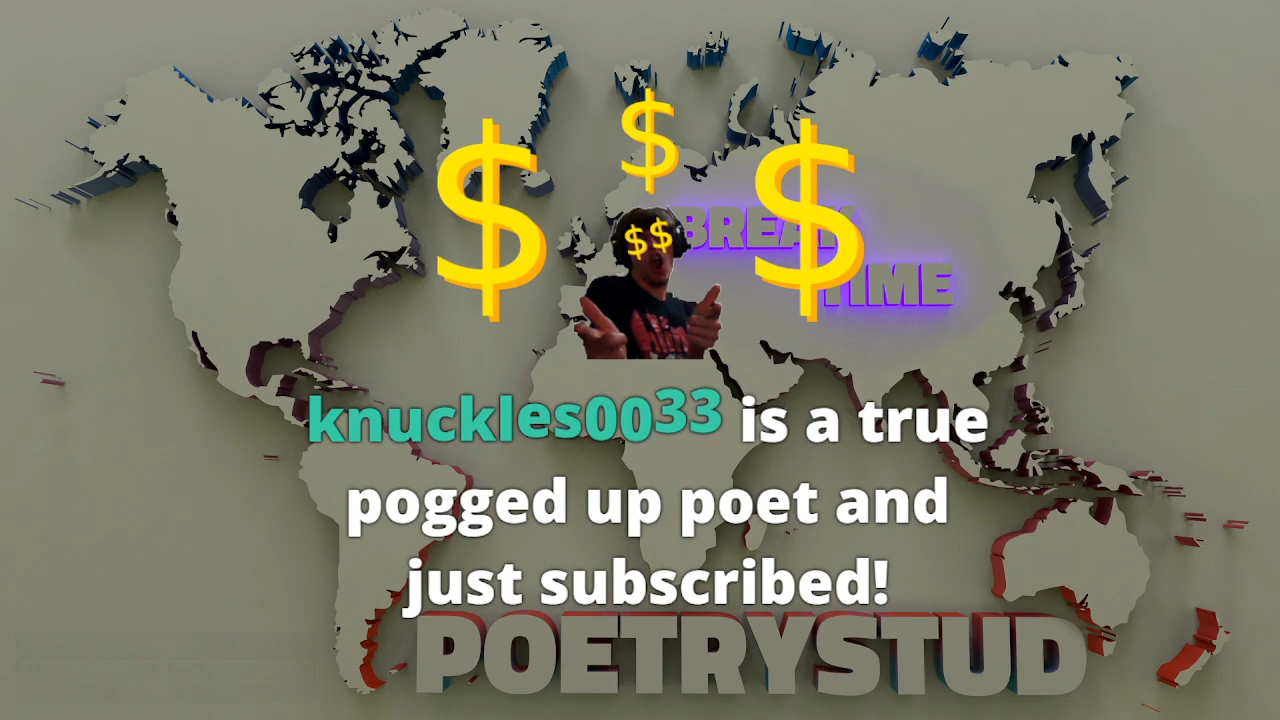 $ $ $
$$
BREAK
TIME
knuckles0033 is a true
pogged up poet and
just subscribed!
POETRYSTUD